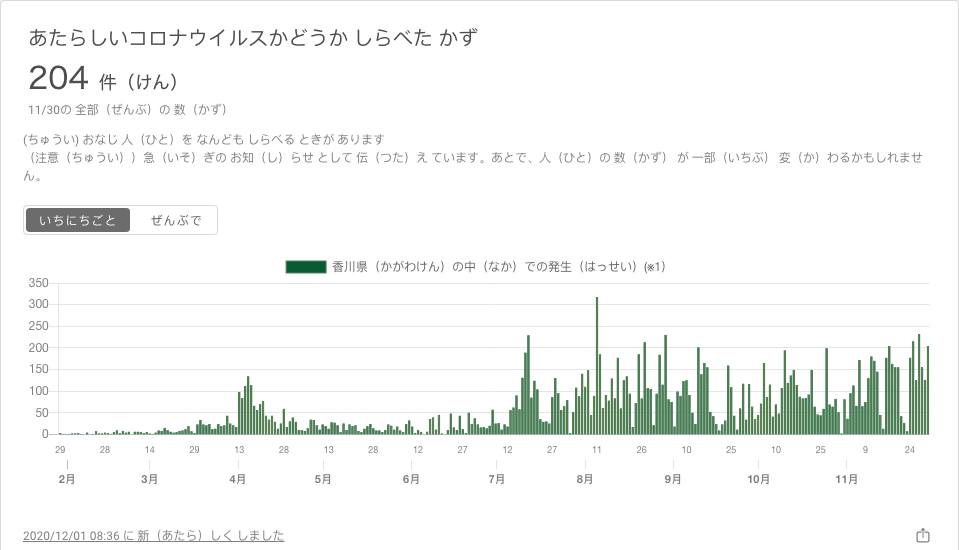 あたらしいコロナウイルスかどうか しらべた かず
204 件（けん）
11/30の 全部（ぜんぶ）の 数（かず）
(ちゅうい) おなじ 人（ひと）を なんども しらべる ときが あります
（注意（ちゅうい））急（いそ）ぎの お知（し）らせ として 伝（つた）え ています。あとで、人（ひと）の 数（かず） が 一部（いちぶ） 変（か）わるかもしれませ
ん。
いちにちごと ぜんぶで
香川県（かがわけん）の中（なか）での発生（はっせい）(※1)
350
300
250
200
150
100
50
0
29 28 14 29 13 28 13 28 12 27 12 27 11 26 10 25 10 25 9 24
2月 3月 4月 5月 6月 7月 8月 9月 10月 11月
2020/12/01 08:36 に 新（あたら）しく しました